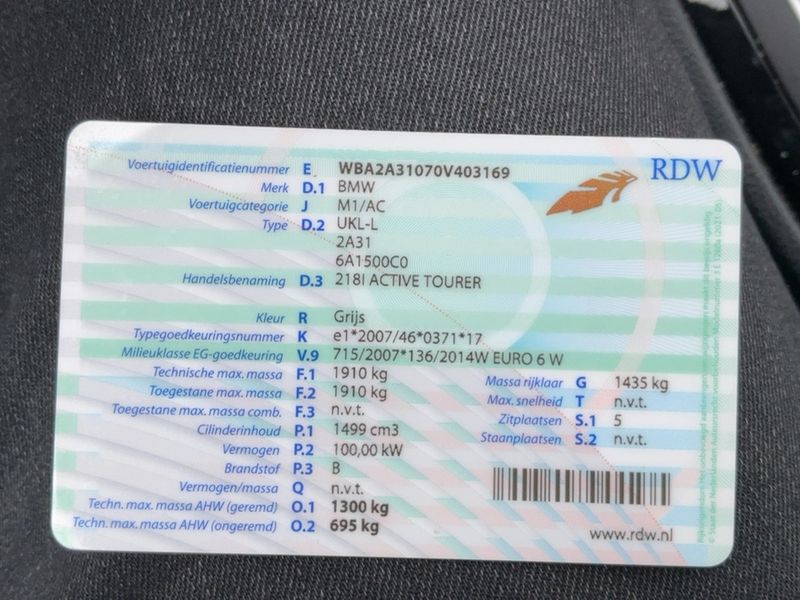 Voertuigidentificatienummer E WBA2A31070V403169
RDW
Merk D.1 BMW
Voertuigcategorie J M1/AC
Type D.2 UKL-L
2A31
6A1500C0
Handelsbenaming D.3 218I ACTIVE TOURER
Kleur R Grijs
Typegoedkeuringsnummer K e1*2007/46*0371*17
Milieuklasse EG-goedkeuring V.9 715/2007*136/2014W EURO 6 W
Technische max. massa F.1 1910 kg
Massa rijklaar G 1435 kg
Toegestane max. massa F.2 1910 kg
Max. snelheid T n.v.t.
Toegestane max. massa comb. F.3 n.v.t.
Zitplaatsen S.1 5
Cilinderinhoud P.1 1499 cm3
Staanplaatsen S.2 n.v.t.
Vermogen P.2 100,00 kW
Brandstof P.3 B
Vermogen/massa Q n.v.t.
Techn. max. massa AHW (geremd) O.1 1300 kg
Techn. max. massa AHW (ongeremd) O.2 695 kg
www.rdw.nl